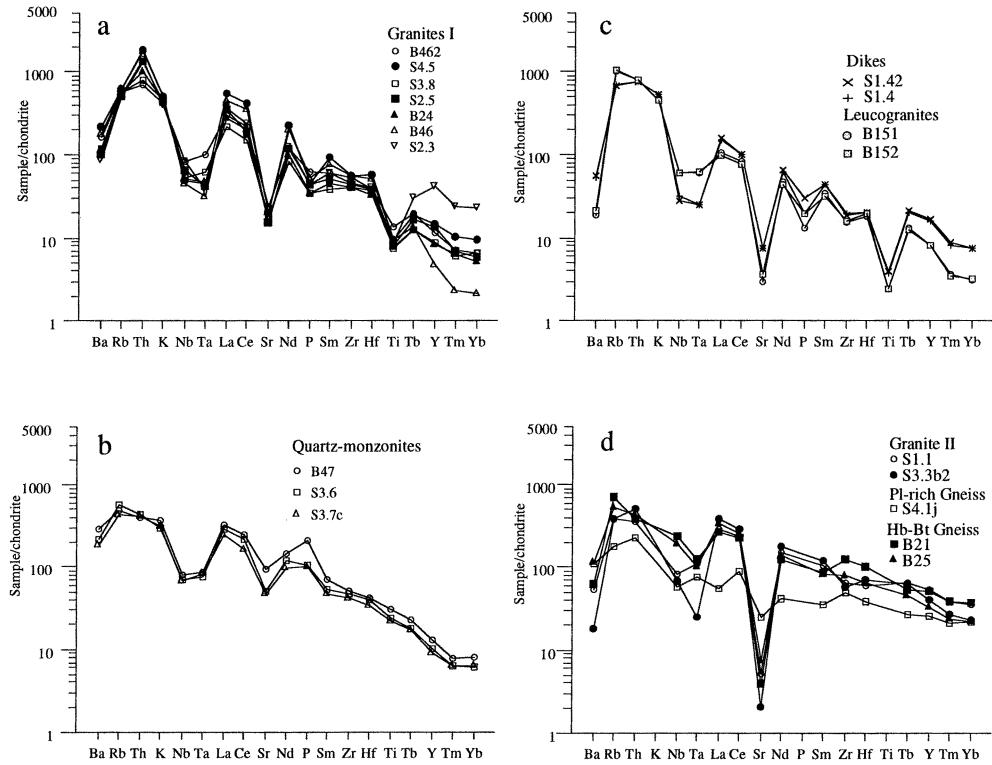 a
Granites I
B462
S4.5
S3.8
S2.5
B24
B46
S2.3
5000
1000
100
10
1
Sample/chondrite
Ba Rb Th K Nb Ta La Ce Sr Nd P Sm Zr Hf Ti Tb Y Tm Yb
c
Dikes
S1.42
S1.4
Leucogranites
B151
B152
5000
1000
100
10
1
Sample/chondrite
Ba Rb Th K Nb Ta La Ce Sr Nd P Sm Zr Hf Ti Tb Y Tm Yb
b
Quartz-monzonites
B47
S3.6
S3.7c
5000
1000
100
10
1
Sample/chondrite
Ba Rb Th K Nb Ta La Ce Sr Nd P Sm Zr Hf Ti Tb Y Tm Yb
d
Granite II
S1.1
S3.3b2
Pl-rich Gneiss
S4.1j
Hb-Bt Gneiss
B21
B25
5000
1000
100
10
1
Sample/chondrite
Ba Rb Th K Nb Ta La Ce Sr Nd P Sm Zr Hf Ti Tb Y Tm Yb